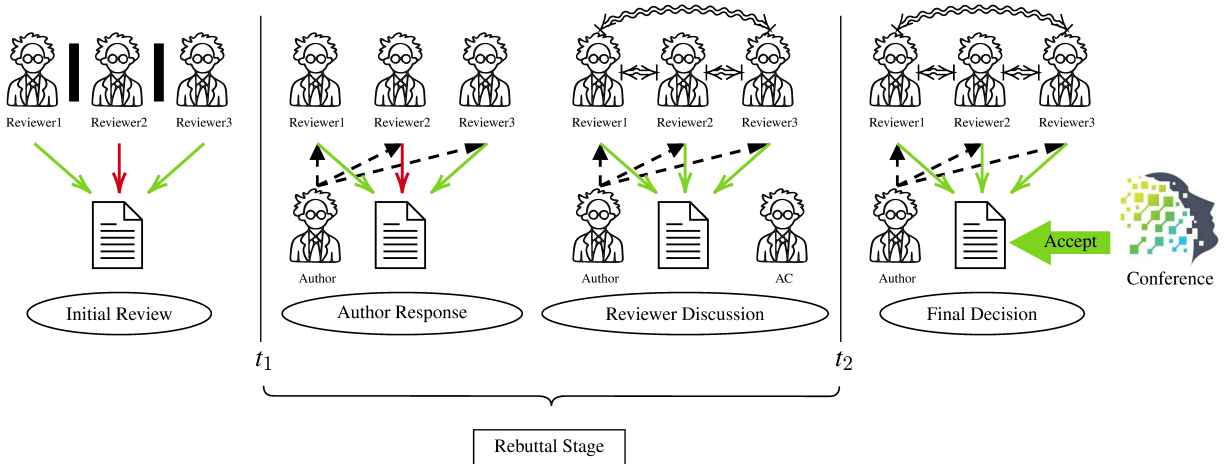 Reviewer1 Reviewer2 Reviewer3
Initial Review
Reviewer1 Reviewer2 Reviewer3
Author
Author Response
Reviewer1 Reviewer2 Reviewer3
Author AC
Reviewer Discussion
Reviewer1 Reviewer2 Reviewer3
Author
Accept
Conference
Final Decision
t1
t2
Rebuttal Stage